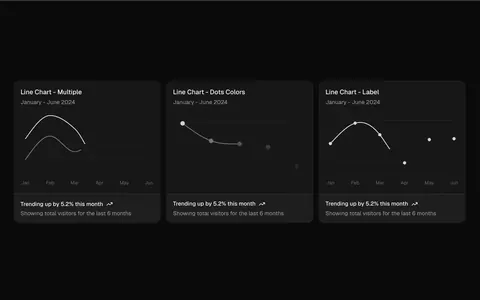 Line Chart - Multiple
January - June 2024
Jan Feb Mar Apr May Jun
Trending up by 5.2% this month
Showing total visitors for the last 6 months
Line Chart - Dots Colors
January - June 2024
Trending up by 5.2% this month
Showing total visitors for the last 6 months
Line Chart - Label
January - June 2024
Jan Feb Mar Apr May Jun
Trending up by 5.2% this month
Showing total visitors for the last 6 months